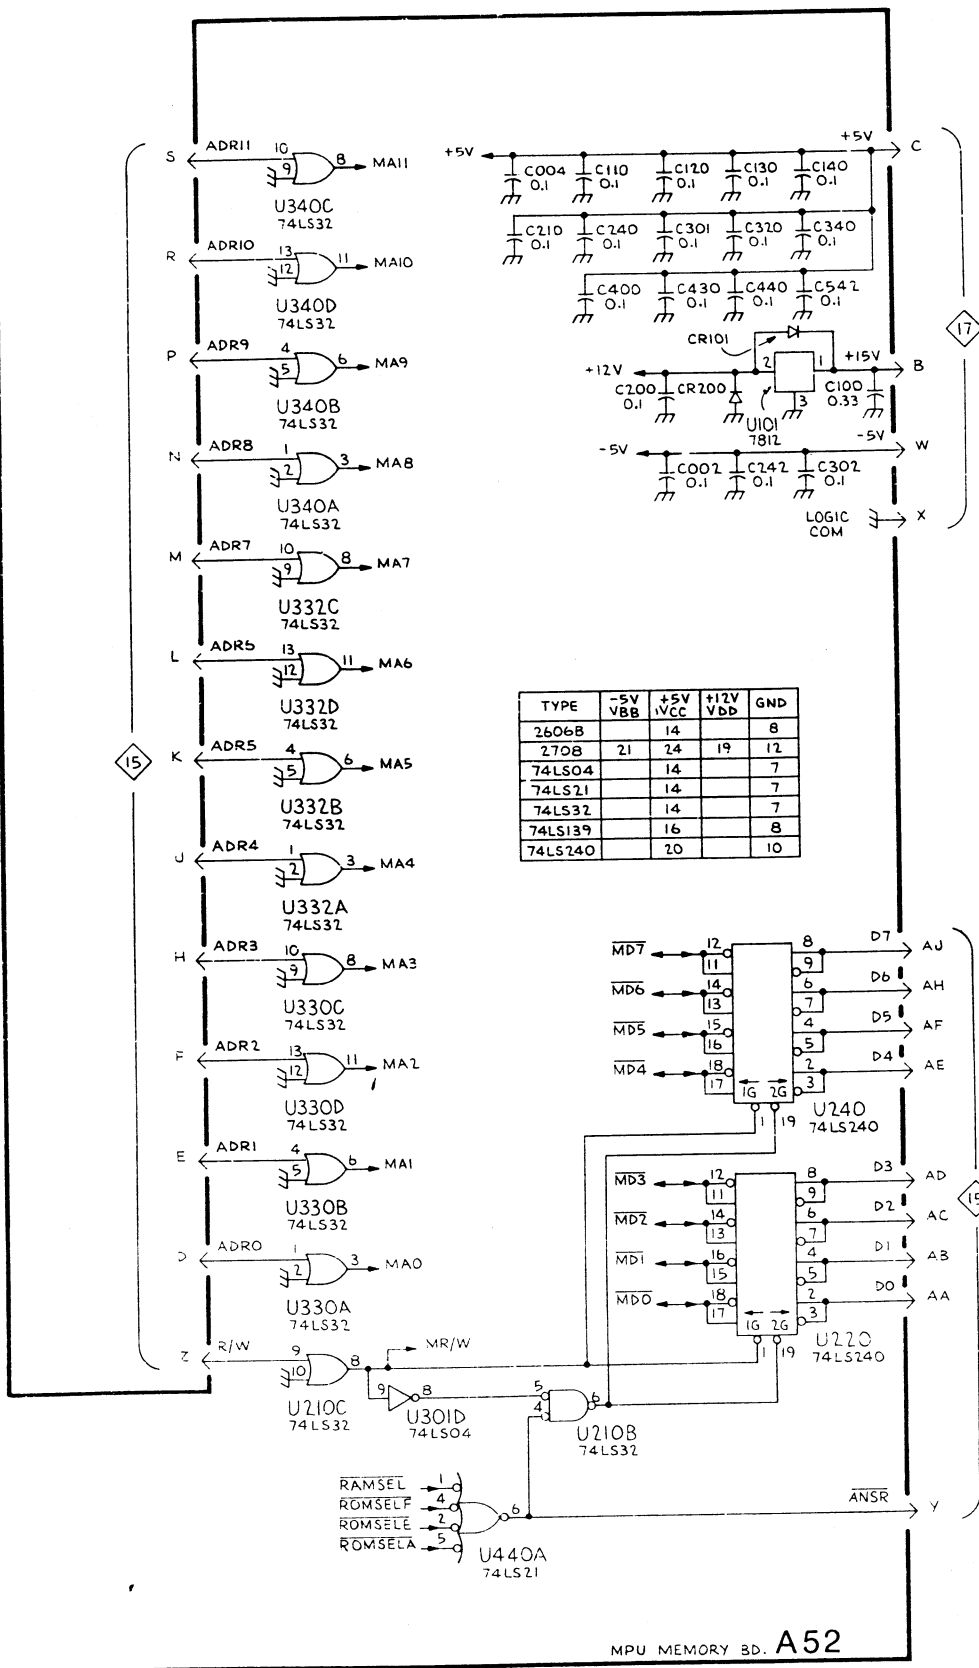 S ADR11 10 9 8 MA11
U340C
74LS32
R ADR10 13 12 11 MA10
U340D
74LS32
P ADR9 4 5 6 MA9
U340B
74LS32
N ADR8 1 2 3 MA8
U340A
74LS32
M ADR7 10 9 8 MA7
U332C
74LS32
L ADR6 13 12 11 MA6
U332D
74LS32
15
K ADR5 4 5 6 MA5
U332B
74LS32
J ADR4 1 2 3 MA4
U332A
74LS32
H ADR3 10 9 8 MA3
U330C
74LS32
F ADR2 13 12 11 MA2
U330D
74LS32
E ADR1 4 5 6 MA1
U330B
74LS32
D ADR0 1 2 3 MA0
U330A
74LS32
Z R/W 9 10 8 MR/W
U210C
74LS32
9 8
U301D
74LS04
5 4 6
U210B
74LS32
RAMSEL 1
ROMSELF 4
ROMSELE 2
ROMSELA 5
6
U440A
74LS21
ANSR Y
+5V +5V C
C004 0.1 C110 0.1 C120 0.1 C130 0.1 C140 0.1
C210 0.1 C240 0.1 C301 0.1 C320 0.1 C340 0.1
C400 0.1 C430 0.1 C440 0.1 C542 0.1
17
CR101
+12V 2 1 +15V B
C200 0.1 CR200 3 C100 0.33
U101
7812
-5V -5V W
C002 0.1 C242 0.1 C302 0.1
LOGIC COM X
TYPE -5V VBB +5V VCC +12V VDD GND
2606B 14 8
2708 21 24 19 12
74LS04 14 7
74LS21 14 7
74LS32 14 7
74LS139 16 8
74LS240 20 10
MD7 12 11 8 9 D7 AJ
MD6 14 13 6 7 D6 AH
MD5 15 16 4 5 D5 AF
MD4 18 17 2 3 D4 AE
1G 2G
1 19
U240
74LS240
MD3 12 11 8 9 D3 AD
15
MD2 14 13 6 7 D2 AC
MD1 16 15 4 5 D1 AB
MD0 18 17 2 3 D0 AA
1G 2G
1 19
U220
74LS240
MPU MEMORY BD. A52